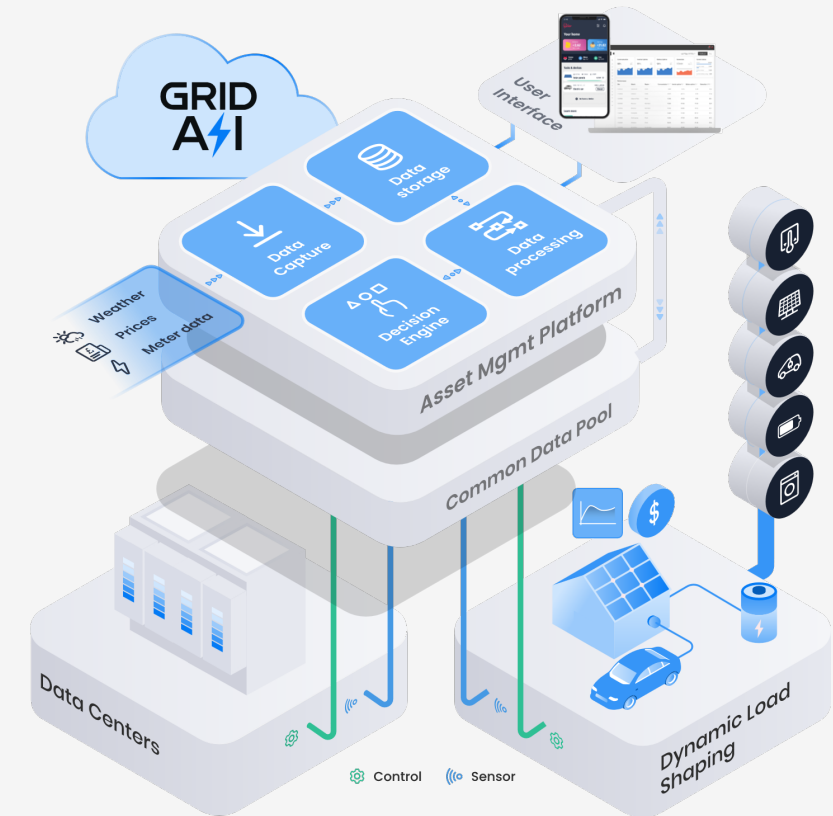 GRID
A I
User
Interface
Data
storage
Data
Capture
Data
processing
Decision
Engine
Weather
Prices
Meter data
Asset Mgmt Platform
Common Data Pool
$
Data Centers
Dynamic Load
Shaping
Control
Sensor